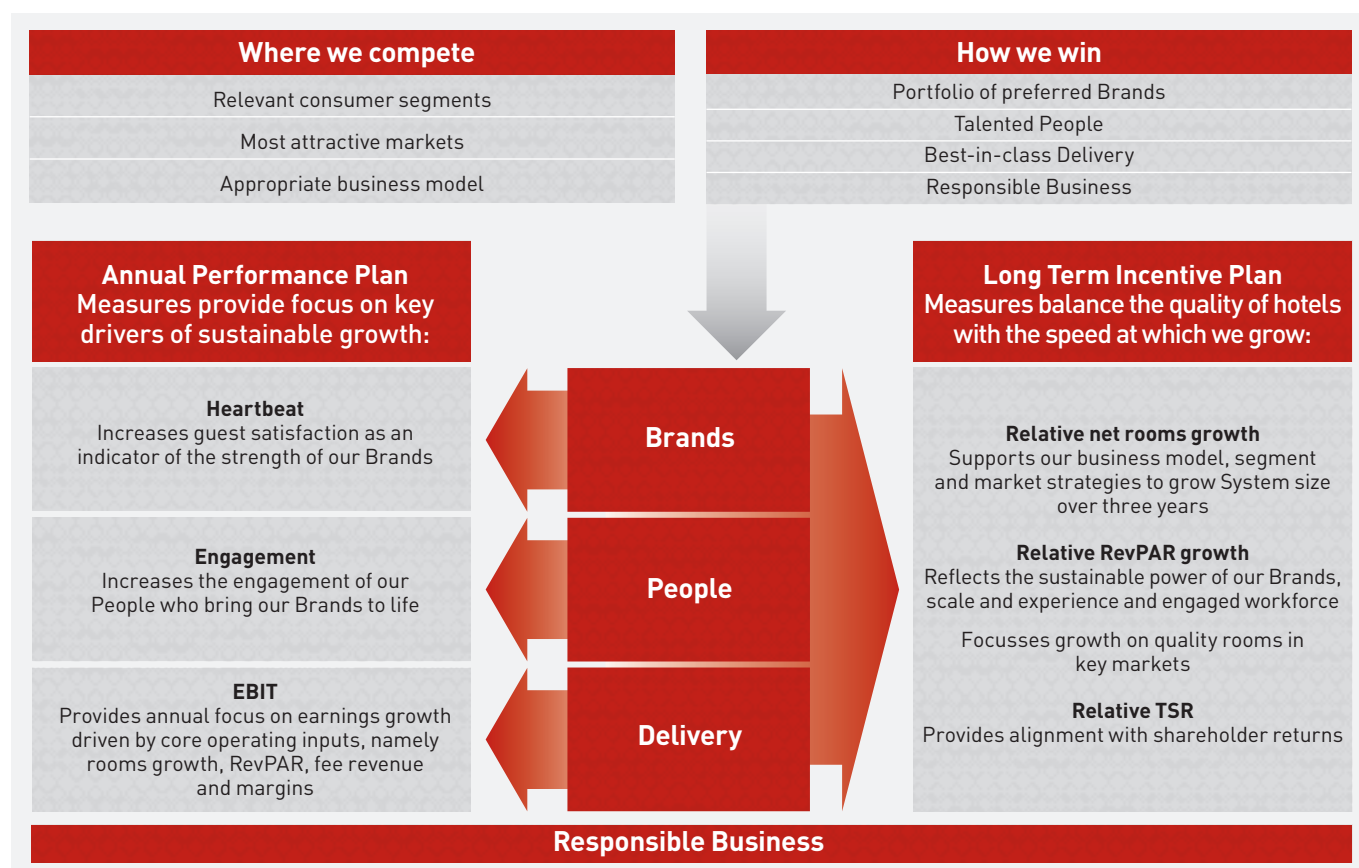 Where we compete
Relevant consumer segments
Most attractive markets
Appropriate business model
How we win
Portfolio of preferred Brands
Talented People
Best-in-class Delivery
Responsible Business
Annual Performance Plan
Measures provide focus on key
drivers of sustainable growth:
Heartbeat
Increases guest satisfaction as an
indicator of the strength of our Brands
Engagement
Increases the engagement of our
People who bring our Brands to life
EBIT
Provides annual focus on earnings growth
driven by core operating inputs, namely
rooms growth, RevPAR, fee revenue
and margins
Brands
People
Delivery
Long Term Incentive Plan
Measures balance the quality of hotels
with the speed at which we grow:
Relative net rooms growth
Supports our business model, segment
and market strategies to grow System size
over three years
Relative RevPAR growth
Reflects the sustainable power of our Brands,
scale and experience and engaged workforce
Focusses growth on quality rooms in
key markets
Relative TSR
Provides alignment with shareholder returns
Responsible Business